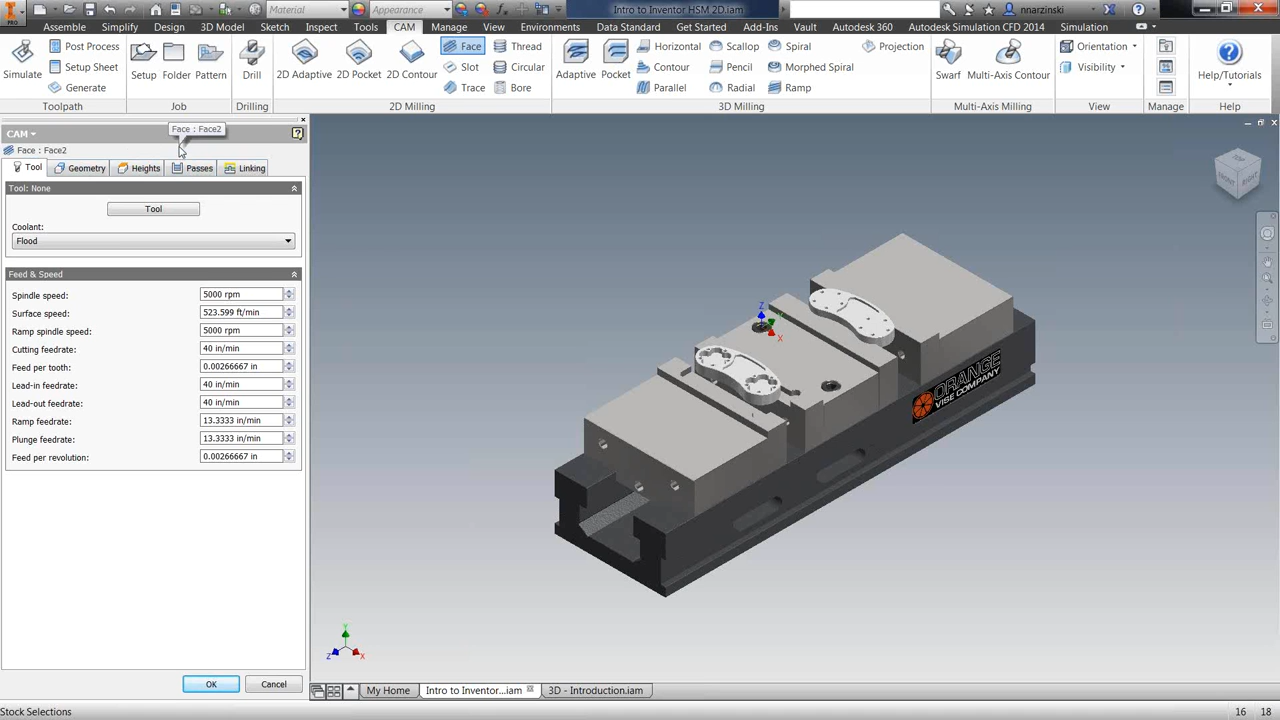 PRO
Material
Appearance
Intro to Inventor HSM 2D.iam
nnarzinski
Assemble Simplify Design 3D Model Sketch Inspect Tools CAM Manage View Environments Data Standard Get Started Add-Ins Vault Autodesk 360 Autodesk Simulation CFD 2014 Simulation
Simulate
Post Process
Setup Sheet
Generate
Toolpath
Setup
Folder
Pattern
Job
Drill
Drilling
2D Adaptive
2D Pocket
2D Contour
Face
Slot
Trace
Thread
Circular
Bore
2D Milling
Adaptive
Pocket
Horizontal
Contour
Parallel
Scallop
Pencil
Radial
Spiral
Morphed Spiral
Ramp
Projection
3D Milling
Swarf
Multi-Axis Contour
Multi-Axis Milling
Orientation
Visibility
View
Manage
Help/Tutorials
Help
Face : Face2
CAM
Face : Face2
Tool Geometry Heights Passes Linking
Tool: None
Tool
Coolant:
Flood
Feed & Speed
Spindle speed: 5000 rpm
Surface speed: 523.599 ft/min
Ramp spindle speed: 5000 rpm
Cutting feedrate: 40 in/min
Feed per tooth: 0.00266667 in
Lead-in feedrate: 40 in/min
Lead-out feedrate: 40 in/min
Ramp feedrate: 13.3333 in/min
Plunge feedrate: 13.3333 in/min
Feed per revolution: 0.00266667 in
OK Cancel
TOP
FRONT
RIGHT
Z
X
ORANGE
VISE COMPANY
Y
Z
X
My Home Intro to Inventor...iam 3D - Introduction.iam
Stock Selections
16 18